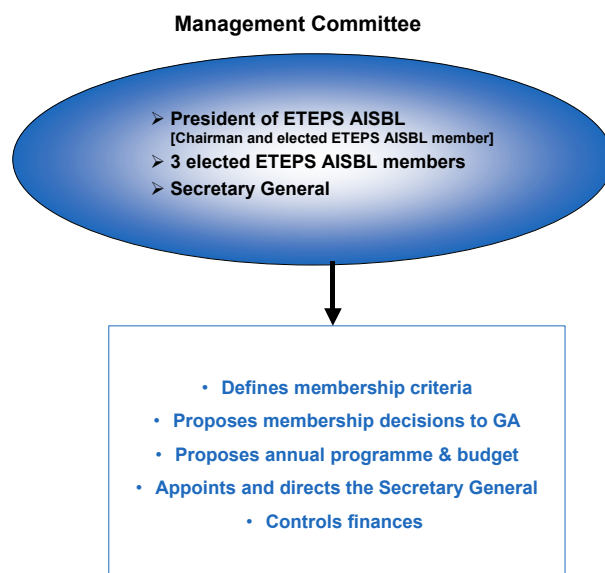 Management Committee
➢ President of ETEPS AISBL
[Chairman and elected ETEPS AISBL member]
➢ 3 elected ETEPS AISBL members
➢ Secretary General
• Defines membership criteria
• Proposes membership decisions to GA
• Proposes annual programme & budget
• Appoints and directs the Secretary General
• Controls finances